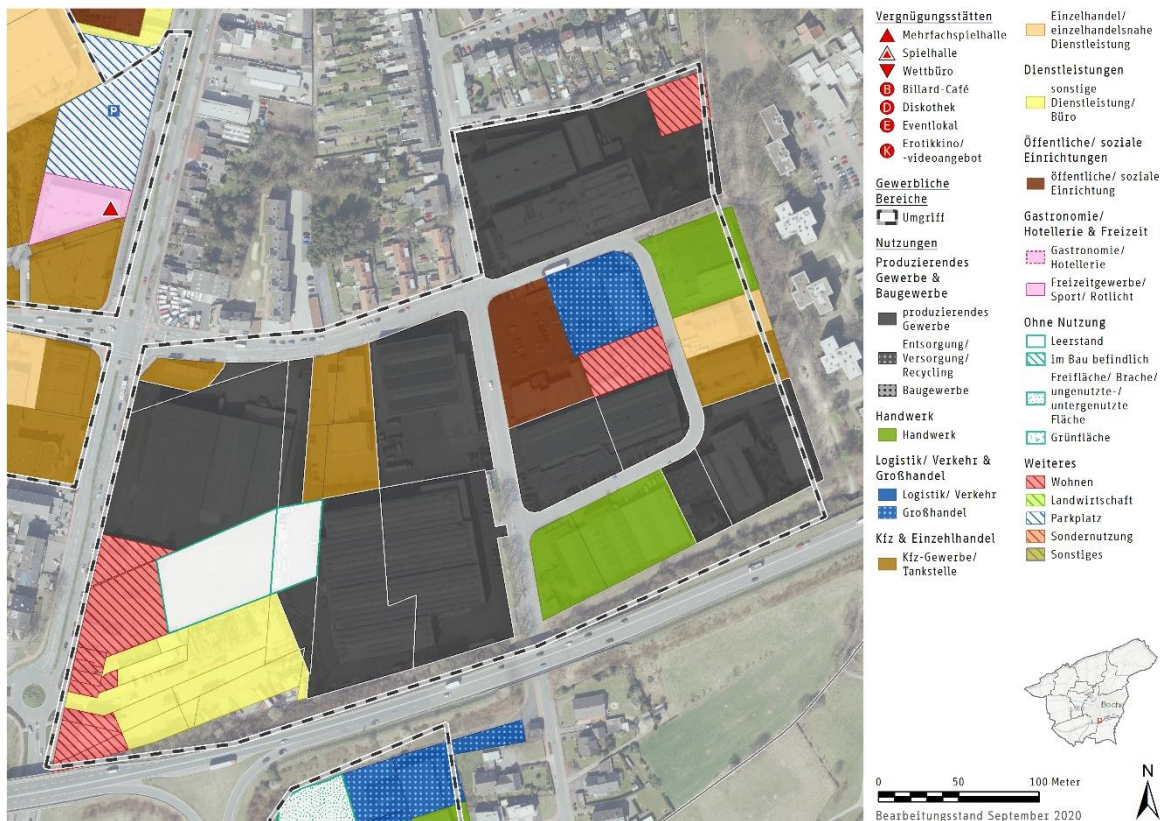 P
Vergnügungsstätten
Mehrfachspielhalle
Spielhalle
Wettbüro
B Billard-Café
D Diskothek
E Eventlokal
K Erotikkino/
-videoangebot
Gewerbliche
Bereiche
Umgriff
Nutzungen
Produzierendes
Gewerbe &
Baugewerbe
produzierendes
Gewerbe
Entsorgung/
Versorgung/
Recycling
Baugewerbe
Handwerk
Handwerk
Logistik/ Verkehr &
Großhandel
Logistik/ Verkehr
Großhandel
Kfz & Einzehlhandel
Kfz-Gewerbe/
Tankstelle
Einzelhandel/
einzelhandelsnahe
Dienstleistung
Dienstleistungen
sonstige
Dienstleistung/
Büro
Öffentliche/ soziale
Einrichtungen
öffentliche/ soziale
Einrichtung
Gastronomie/
Hotellerie & Freizeit
Gastronomie/
Hotellerie
Freizeitgewerbe/
Sport/ Rotlicht
Ohne Nutzung
Leerstand
im Bau befindlich
Freifläche/ Brache/
ungenutzte-/
untergenutzte
Fläche
Grünfläche
Weiteres
Wohnen
Landwirtschaft
Parkplatz
Sondernutzung
Sonstiges
Boch
0 50 100 Meter
N
Bearbeitungsstand September 2020